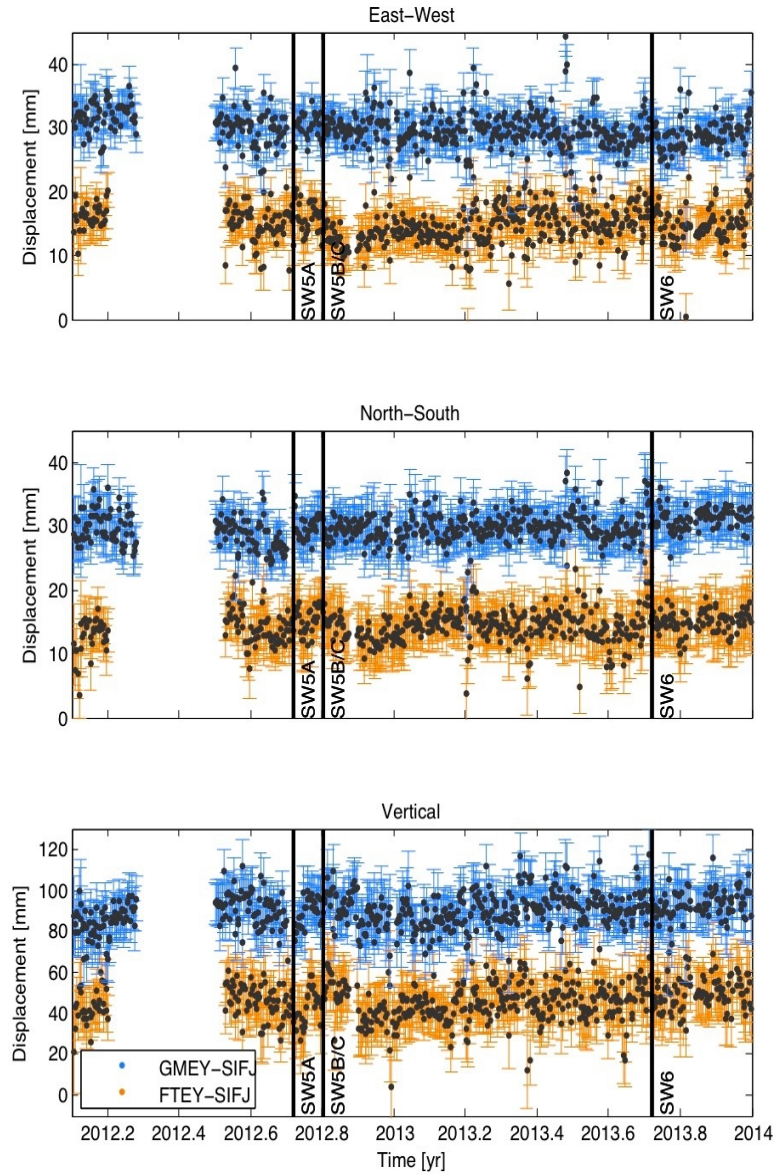 East-West
40
30
20
10
0
Displacement [mm]
SW5A
SW5B/C
SW6
North-South
40
30
20
10
0
Displacement [mm]
SW5A
SW5B/C
SW6
Vertical
120
100
80
60
40
20
0
Displacement [mm]
GMEY-SIFJ
FTEY-SIFJ
SW5A
SW5B/C
SW6
2012.2 2012.4 2012.6 2012.8 2013 2013.2 2013.4 2013.6 2013.8 2014
Time [yr]